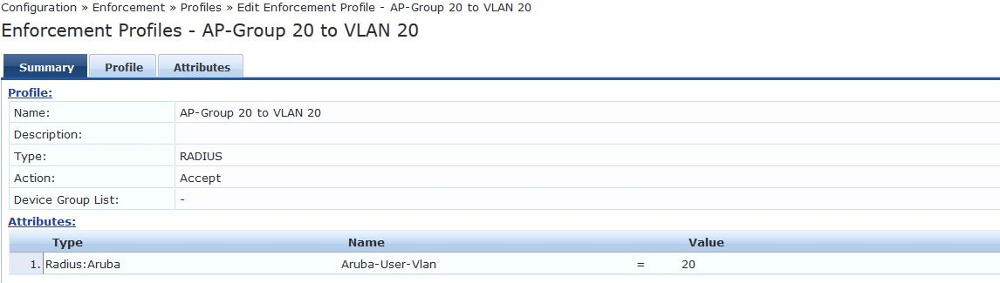 Configuration » Enforcement » Profiles » Edit Enforcement Profile - AP-Group 20 to VLAN 20
Enforcement Profiles - AP-Group 20 to VLAN 20
Summary Profile Attributes
Profile:
Name: AP-Group 20 to VLAN 20
Description:
Type: RADIUS
Action: Accept
Device Group List: -
Attributes:
Type Name Value
1. Radius:Aruba Aruba-User-Vlan = 20